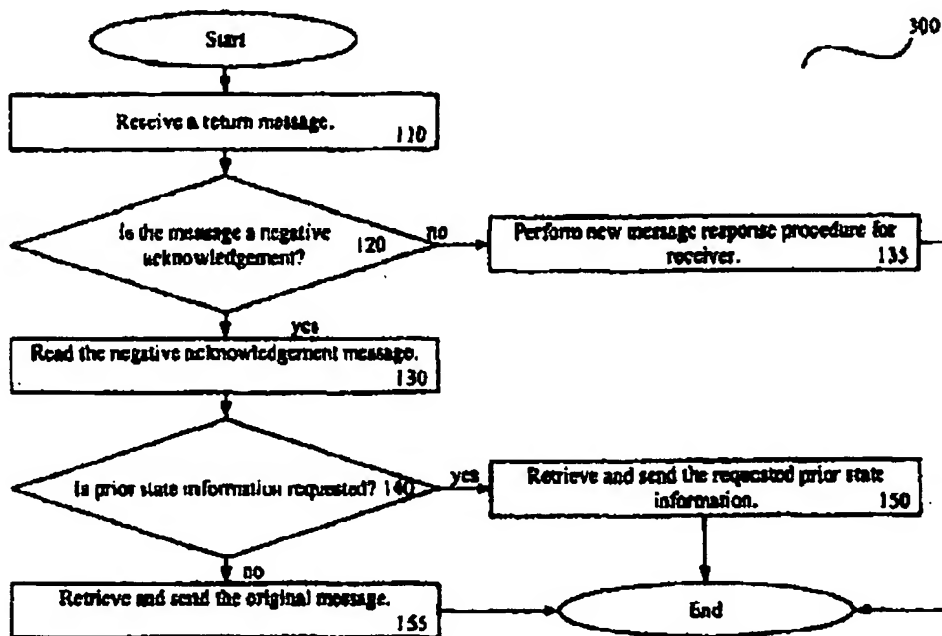 300
Start
Receive a return message.
110
Is the message a negative
acknowledgement?
120
no
Perform new message response procedure for
receiver.
135
yes
Read the negative acknowledgement message.
130
Is prior state information requested? 140
yes
Retrieve and send the requested prior state
information.
150
no
Retrieve and send the original message.
155
End